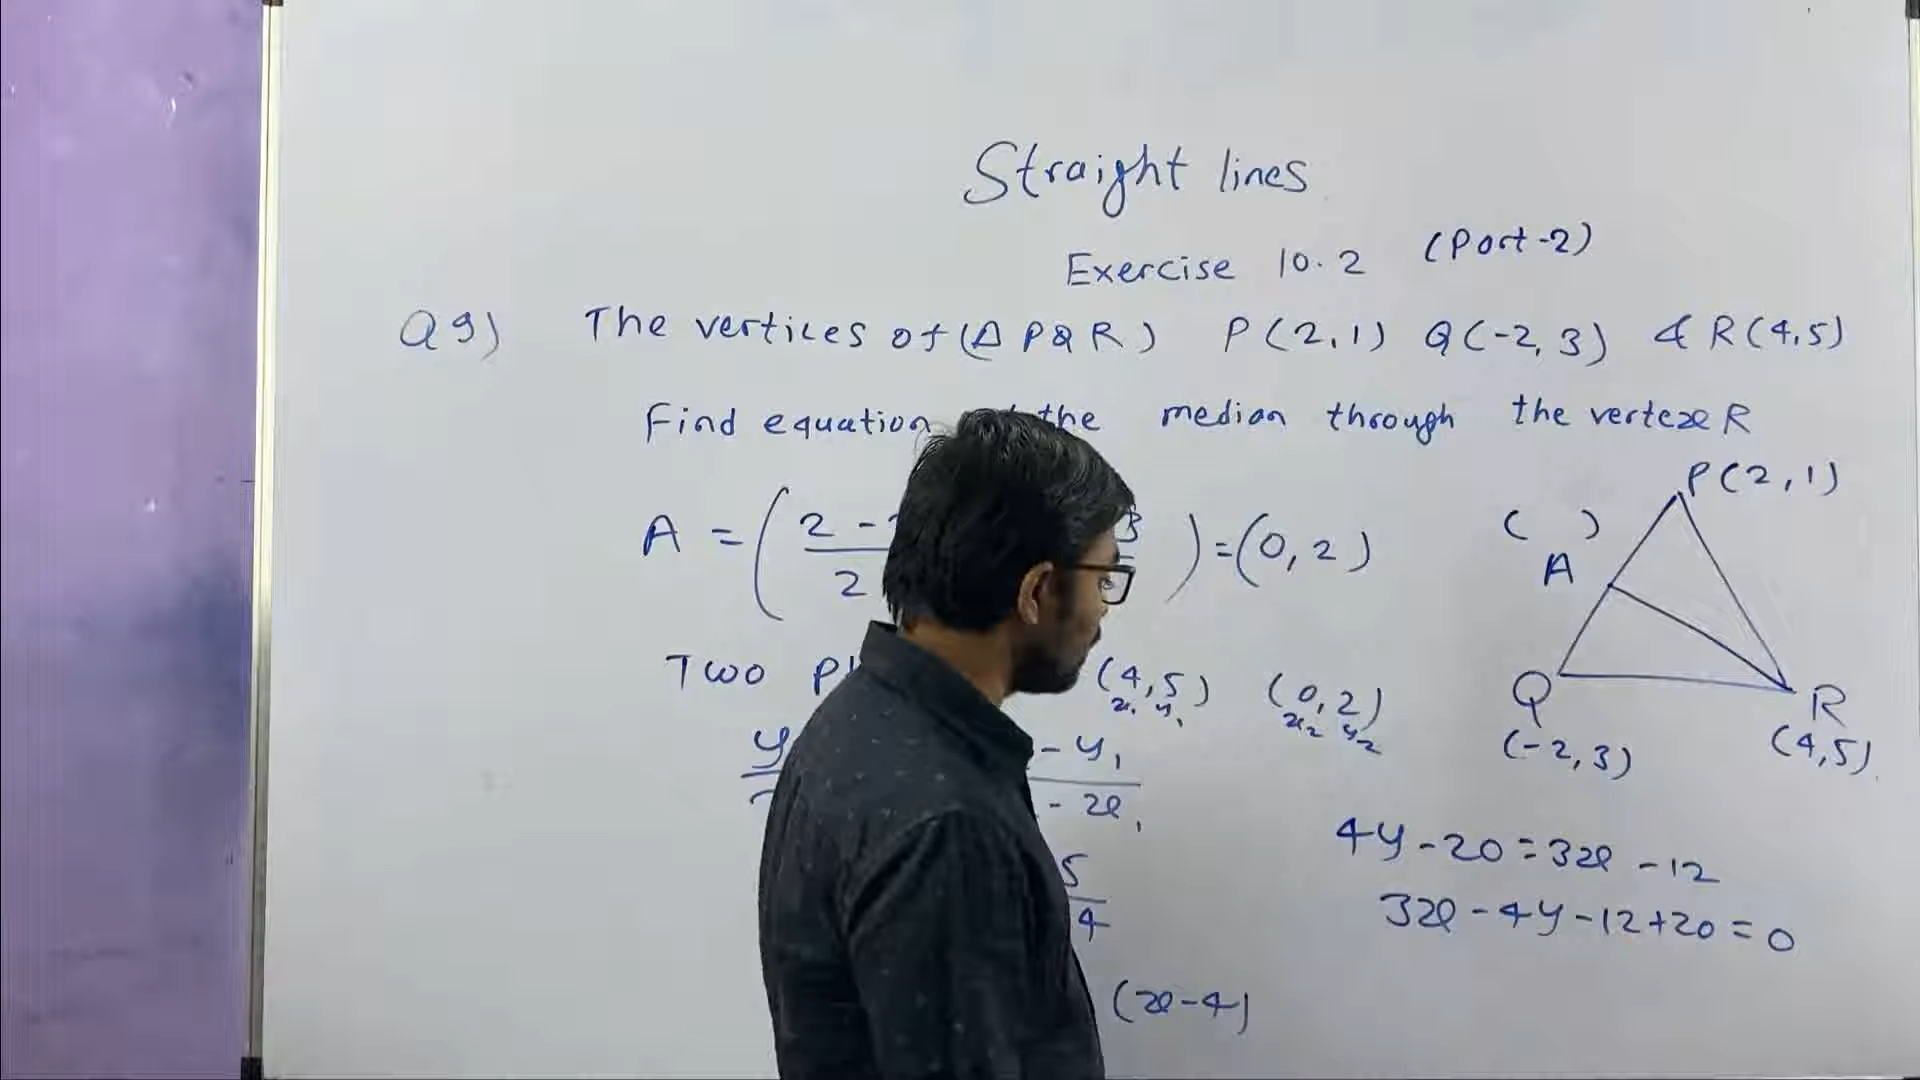 Straight lines
Exercise 10.2 (Part-2)
Q9) The vertices of (Δ PQR) P(2,1) Q(-2,3) & R(4,5)
Find equation the median through the vertex R
P(2,1)
A = (2 - / 2 3 ) = (0,2)
( )
A
Two (4,5) (0,2)
x₁ y₁ x₂ y₂
Q R
(-2,3) (4,5)
y - y₁
- x₁
4y - 20 = 3x - 12
5
4
3x - 4y - 12 + 20 = 0
(x-4)